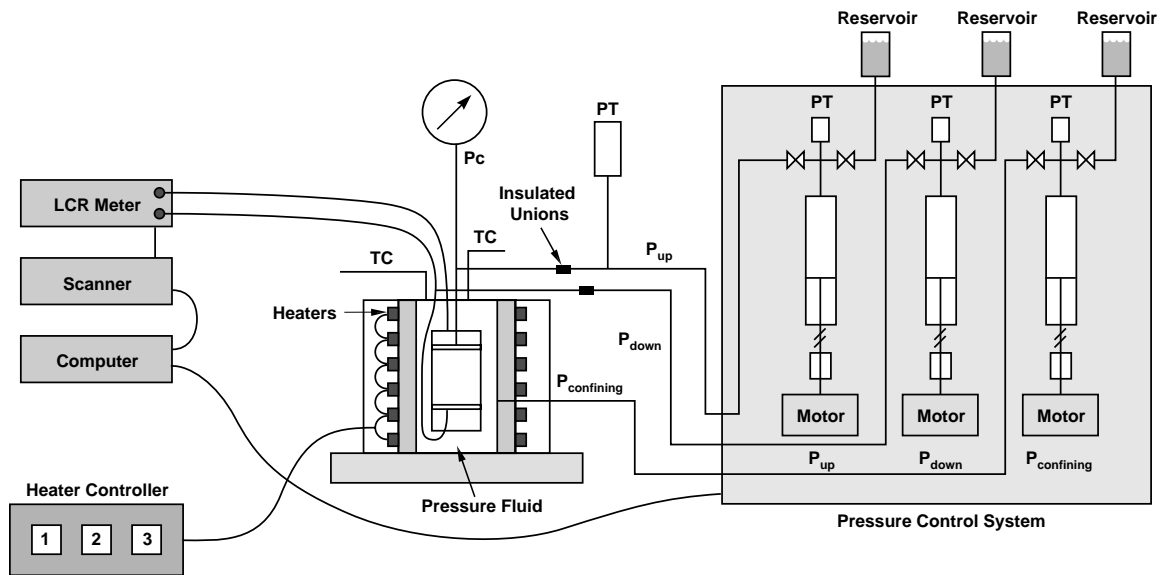 Reservoir
Reservoir
Reservoir
PT
PT
PT
PT
Pc
Insulated
Unions
LCR Meter
TC
TC
P_up
Scanner
Heaters
Computer
P_down
P_confining
Motor
Motor
Motor
P_up
P_down
P_confining
Heater Controller
Pressure Fluid
Pressure Control System
1 2 3